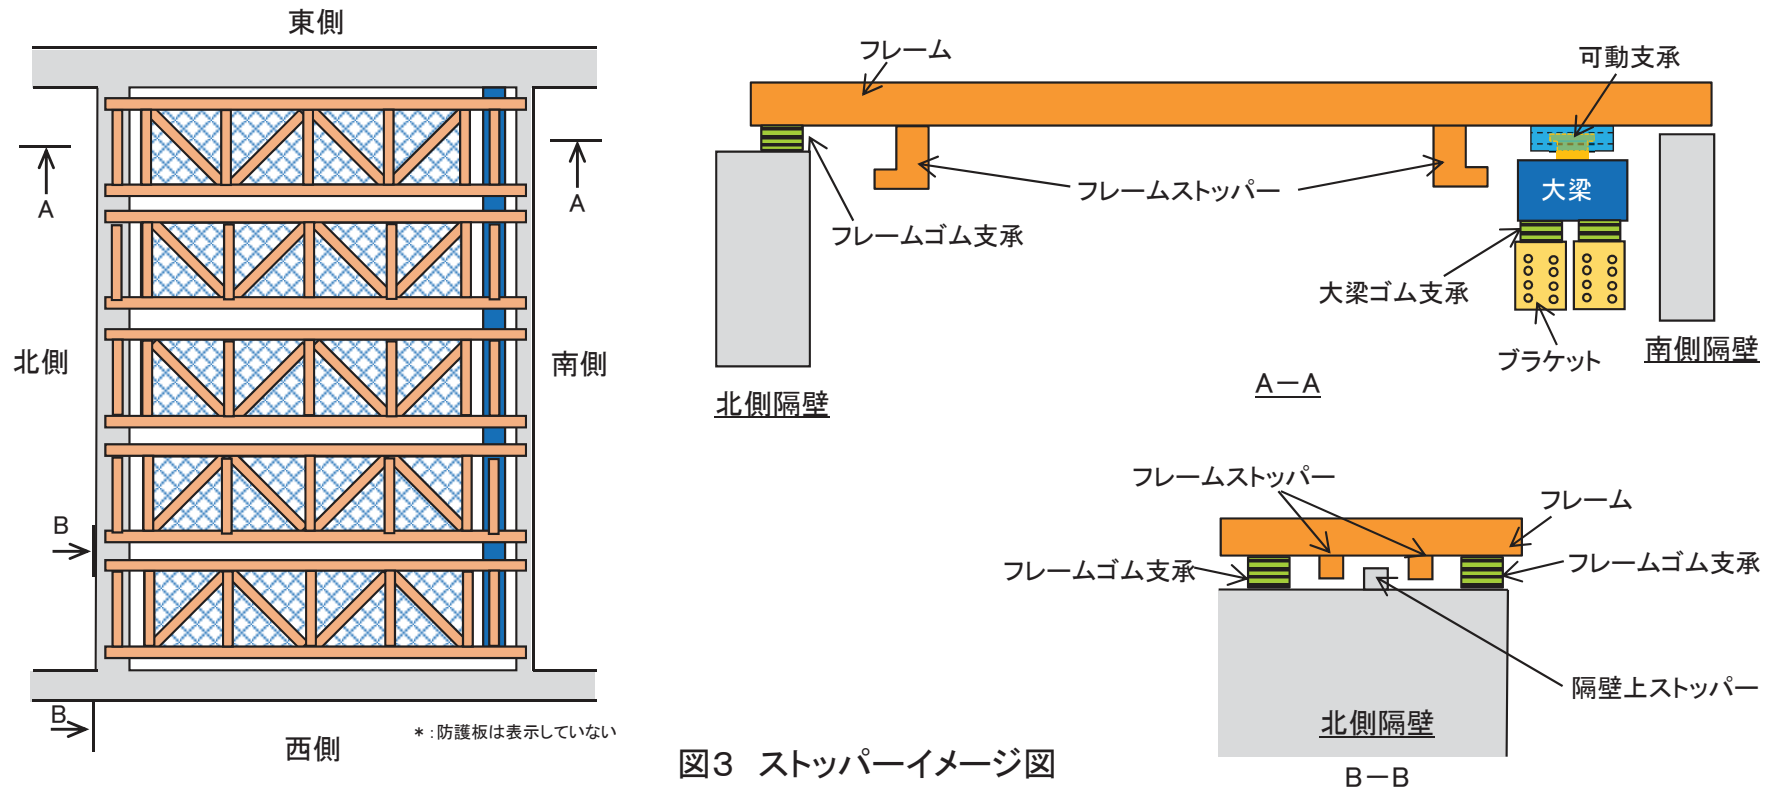 東側
北側
南側
西側
A
A
B
B
*:防護板は表示していない
フレーム
可動支承
フレームストッパー
大梁
フレームゴム支承
大梁ゴム支承
ブラケット
北側隔壁
南側隔壁
A-A
フレームストッパー
フレーム
フレームゴム支承
フレームゴム支承
隔壁上ストッパー
北側隔壁
B-B
図3 ストッパーイメージ図